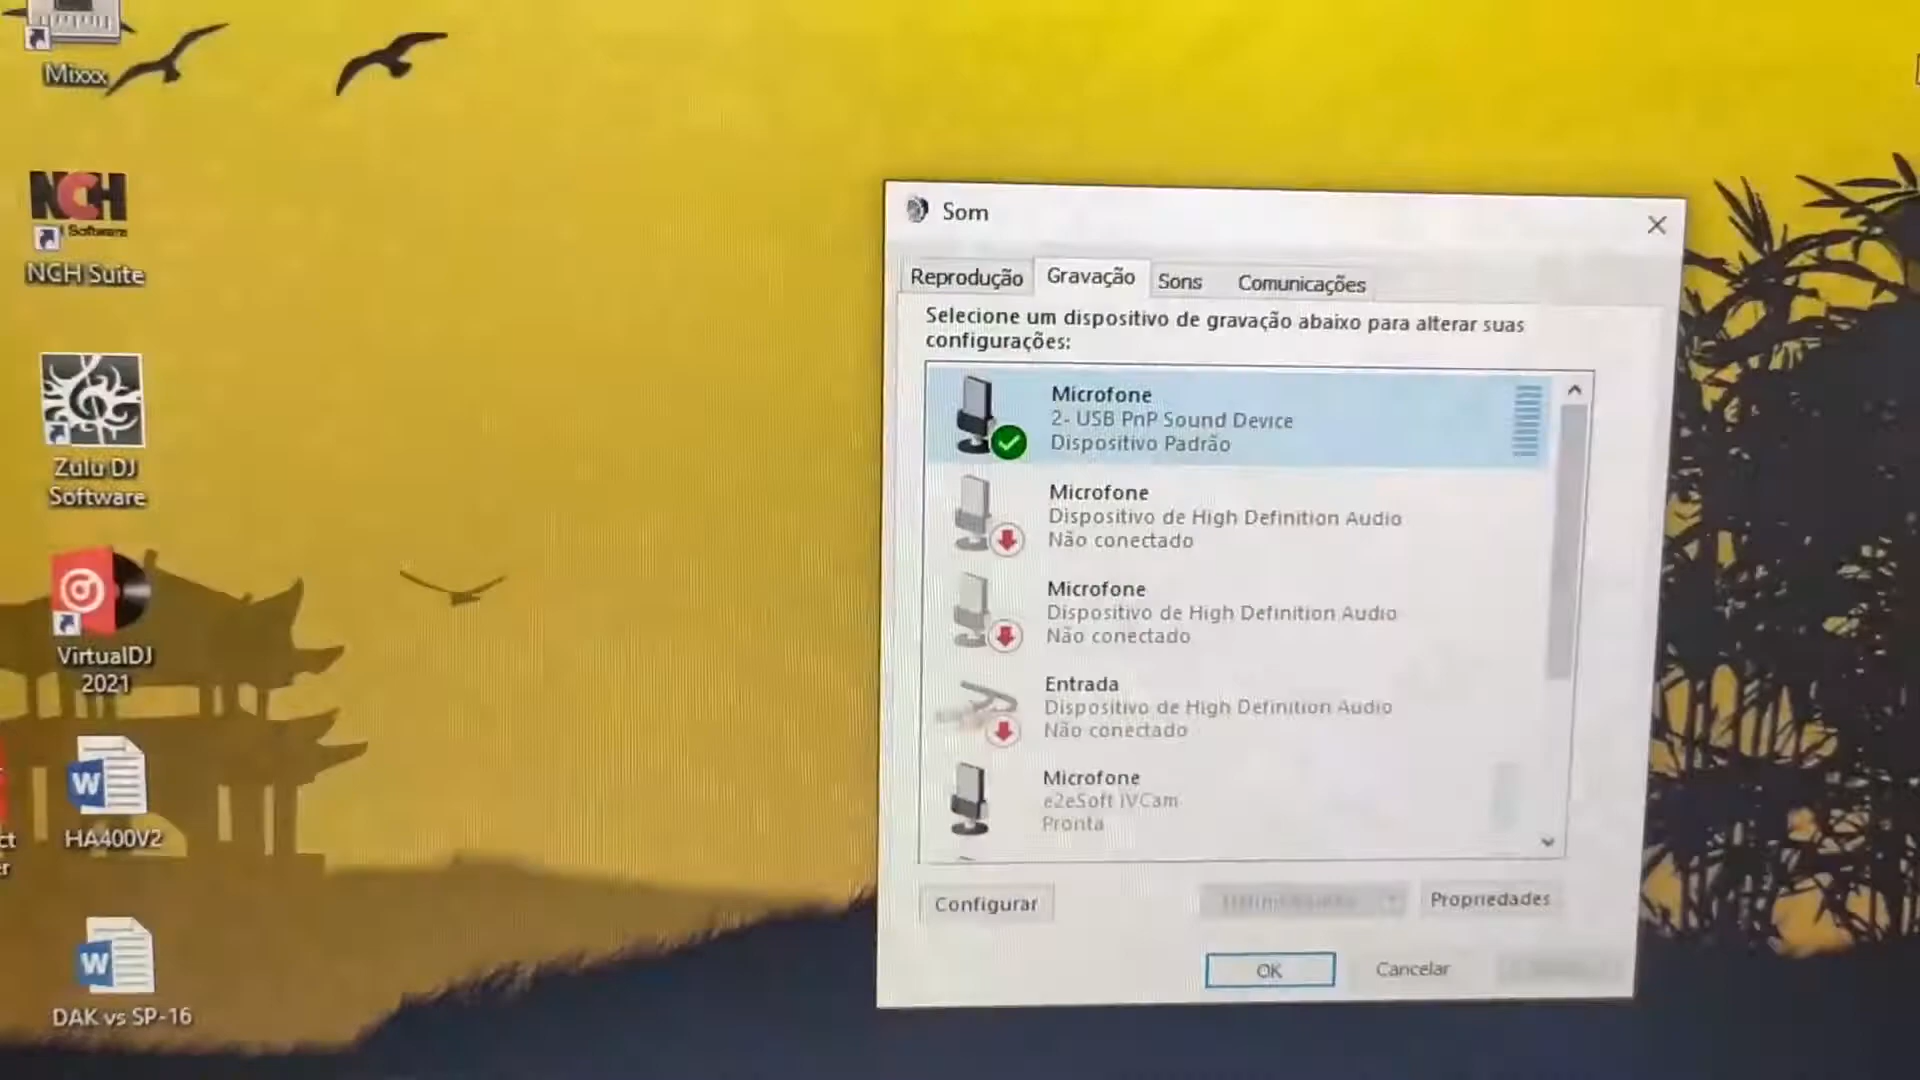 Mixxx
NCH
Software
NCH Suite
Zulu DJ
Software
VirtualDJ
2021
W
HA400V2
W
DAK vs SP-16
ct
r
Som
Reprodução
Gravação
Sons
Comunicações
Selecione um dispositivo de gravação abaixo para alterar suas
configurações:
Microfone
2- USB PnP Sound Device
Dispositivo Padrão
Microfone
Dispositivo de High Definition Audio
Não conectado
Microfone
Dispositivo de High Definition Audio
Não conectado
Entrada
Dispositivo de High Definition Audio
Não conectado
Microfone
e2eSoft iVCam
Pronta
Configurar
Propriedades
OK
Cancelar